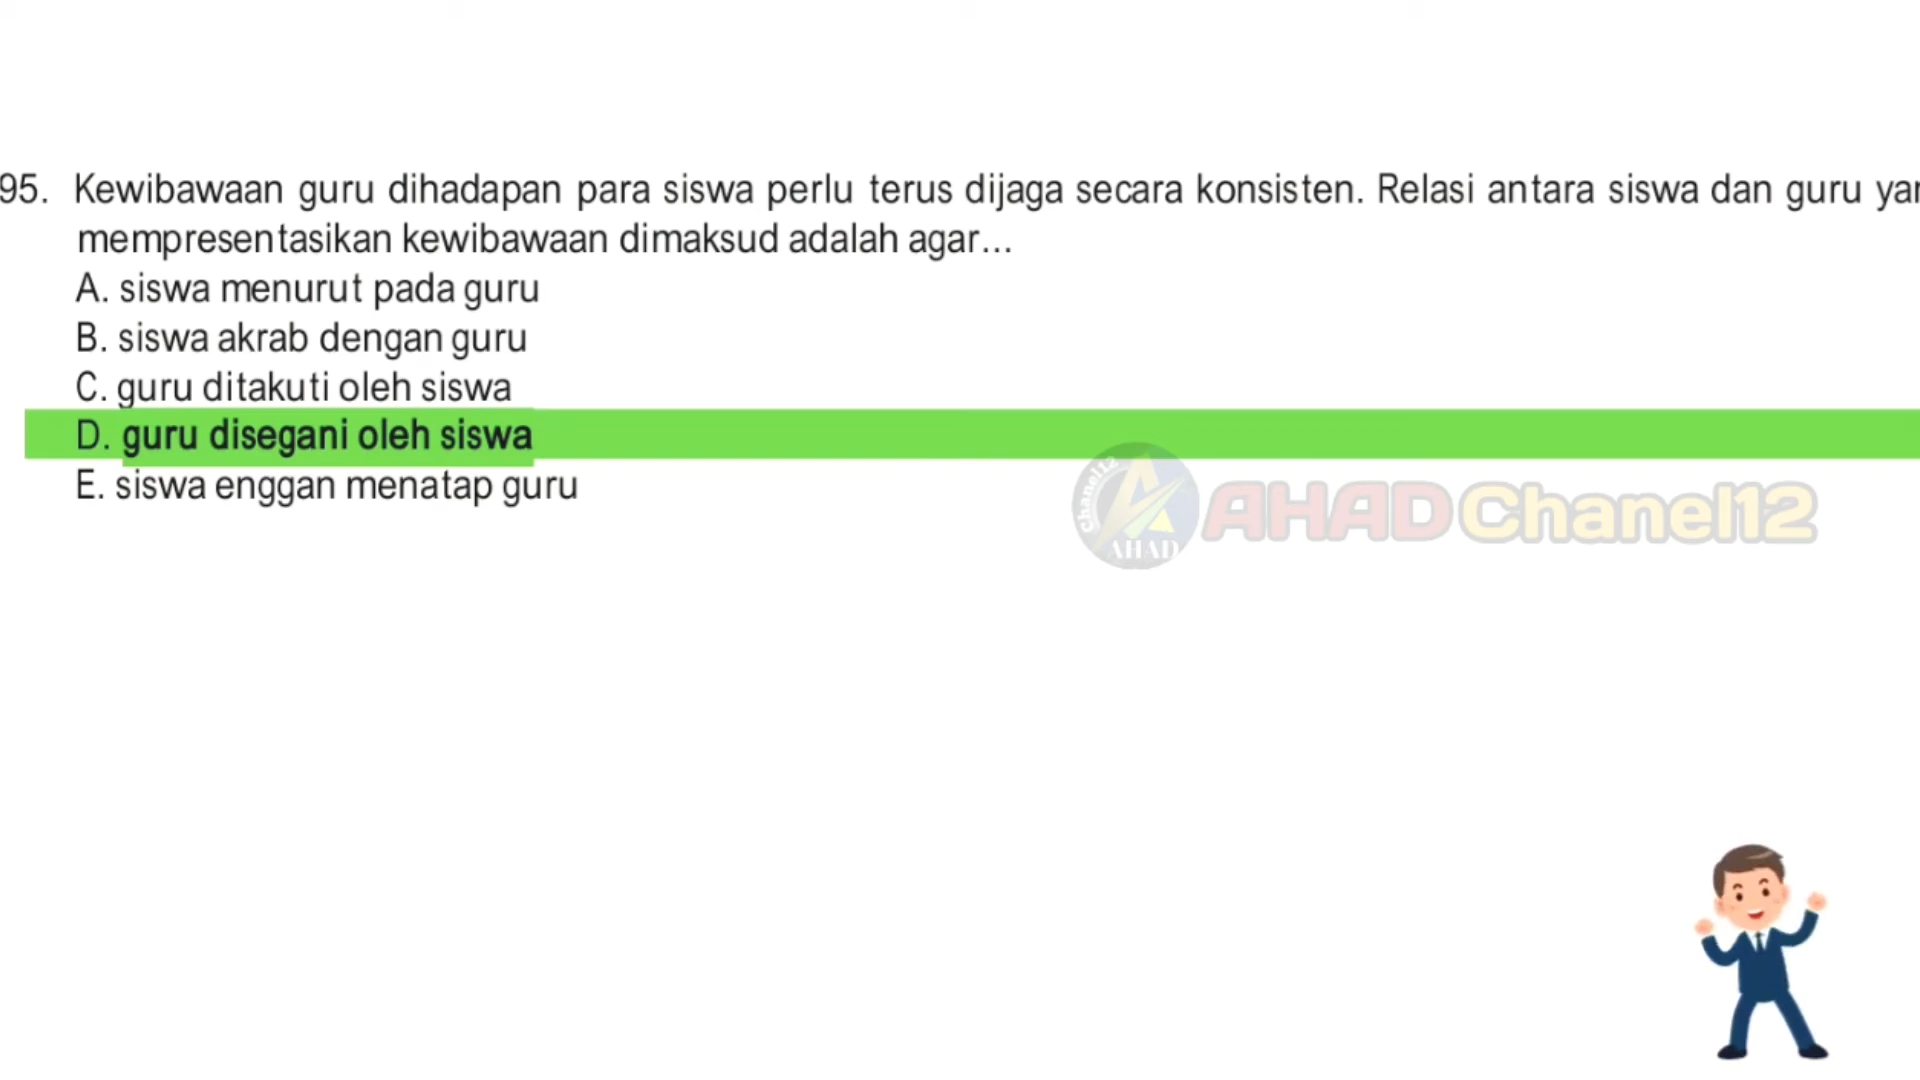 95. Kewibawaan guru dihadapan para siswa perlu terus dijaga secara konsisten. Relasi antara siswa dan guru
mempresentasikan kewibawaan dimaksud adalah agar...
A. siswa menurut pada guru
B. siswa akrab dengan guru
C. guru ditakuti oleh siswa
D. guru disegani oleh siswa
E. siswa enggan menatap guru
Chanel12
AHAD
AHAD Chanel12